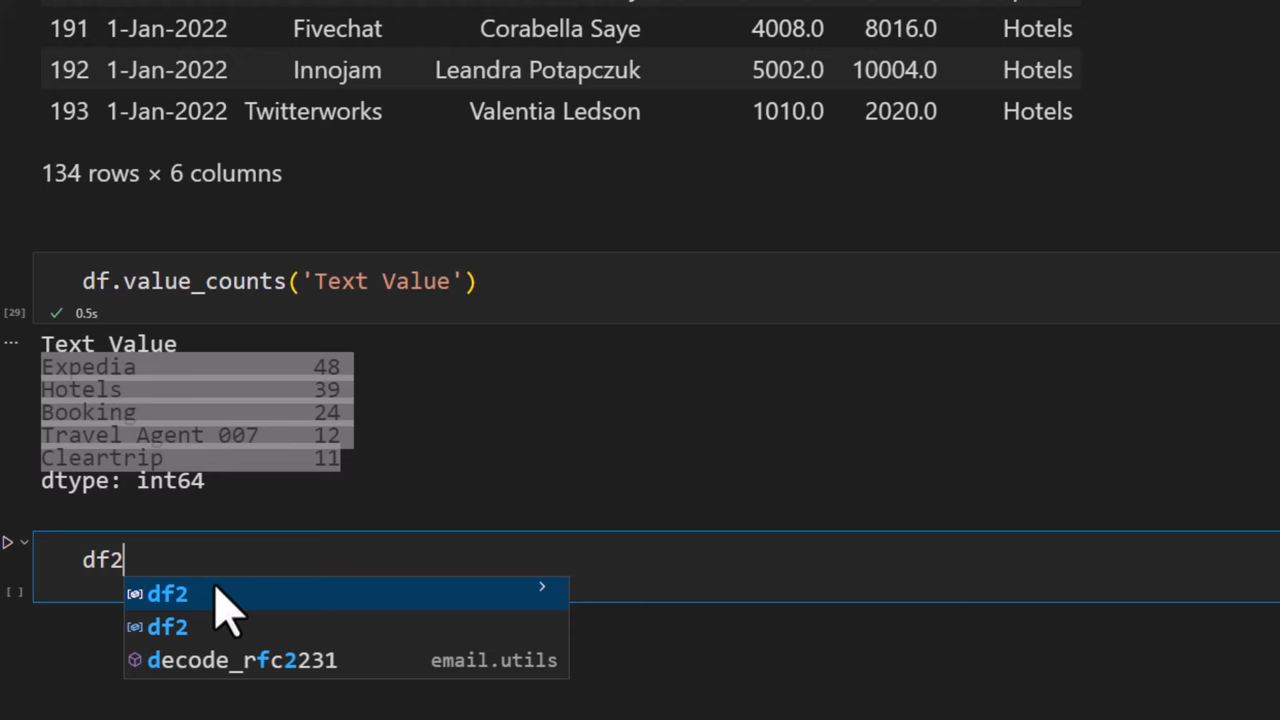 191 1-Jan-2022 Fivechat Corabella Saye 4008.0 8016.0 Hotels
192 1-Jan-2022 Innojam Leandra Potapczuk 5002.0 10004.0 Hotels
193 1-Jan-2022 Twitterworks Valentia Ledson 1010.0 2020.0 Hotels
134 rows × 6 columns
df.value_counts('Text Value')
[29] ✓ 0.5s
... Text Value
Expedia 48
Hotels 39
Booking 24
Travel Agent 007 12
Cleartrip 11
dtype: int64
df2
[ ]
df2 >
df2
decode_rfc2231 email.utils